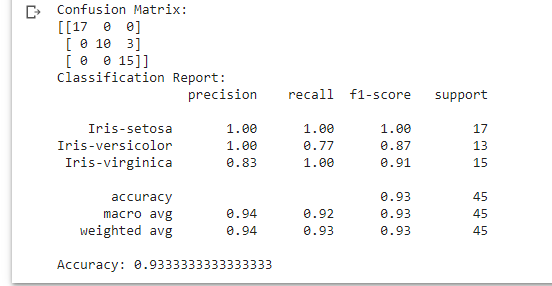 Confusion Matrix:
[[17  0  0]
 [ 0 10  3]
 [ 0  0 15]]
Classification Report:
                 precision    recall  f1-score   support

    Iris-setosa       1.00      1.00      1.00        17
Iris-versicolor       1.00      0.77      0.87        13
 Iris-virginica       0.83      1.00      0.91        15

       accuracy                           0.93        45
      macro avg       0.94      0.92      0.93        45
   weighted avg       0.94      0.93      0.93        45

Accuracy: 0.9333333333333333